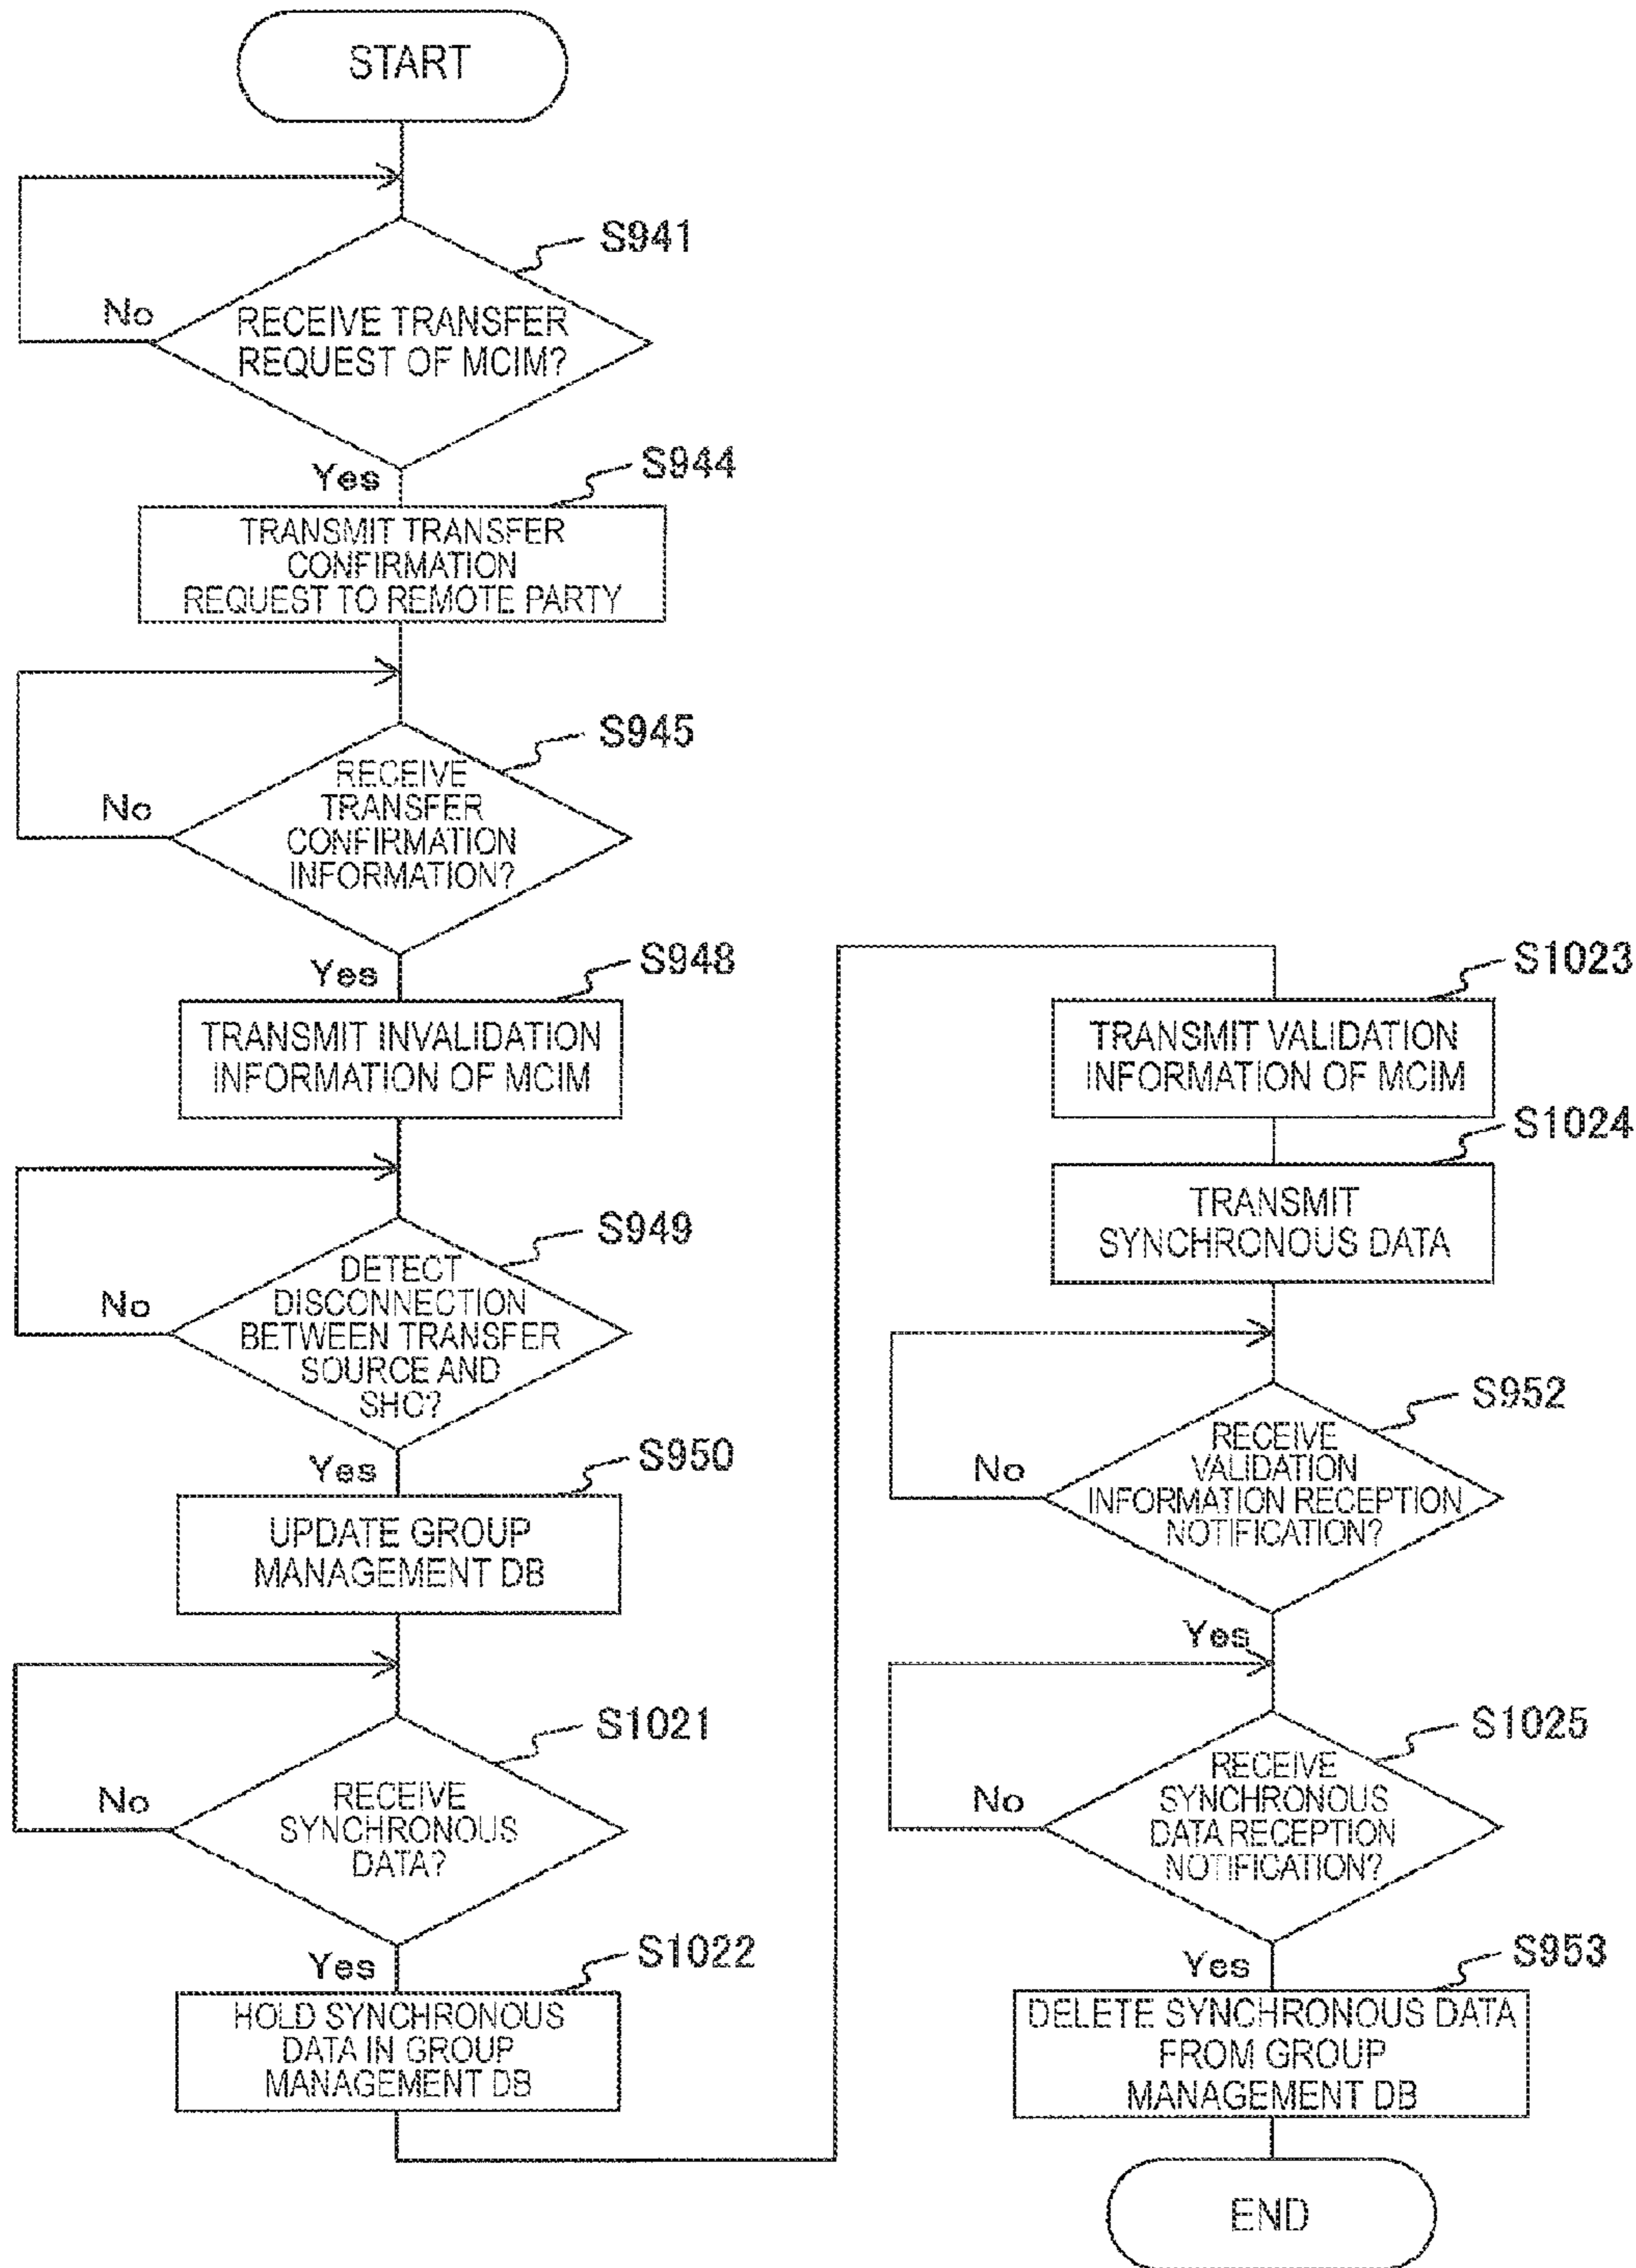 START
S941
No
RECEIVE TRANSFER
REQUEST OF MCIM?
Yes
S944
TRANSMIT TRANSFER
CONFIRMATION
REQUEST TO REMOTE PARTY
S945
No
RECEIVE
TRANSFER
CONFIRMATION
INFORMATION?
Yes
S948
TRANSMIT INVALIDATION
INFORMATION OF MCIM
S949
No
DETECT
DISCONNECTION
BETWEEN TRANSFER
SOURCE AND
SHO?
Yes
S950
UPDATE GROUP
MANAGEMENT DB
S1021
No
RECEIVE
SYNCHRONOUS
DATA?
Yes
S1022
HOLD SYNCHRONOUS
DATA IN GROUP
MANAGEMENT DB
S1023
TRANSMIT VALIDATION
INFORMATION OF MCIM
S1024
TRANSMIT
SYNCHRONOUS DATA
S952
No
RECEIVE
VALIDATION
INFORMATION RECEPTION
NOTIFICATION?
Yes
S1025
No
RECEIVE
SYNCHRONOUS
DATA RECEPTION
NOTIFICATION?
Yes
S953
DELETE SYNCHRONOUS DATA
FROM GROUP
MANAGEMENT DB
END